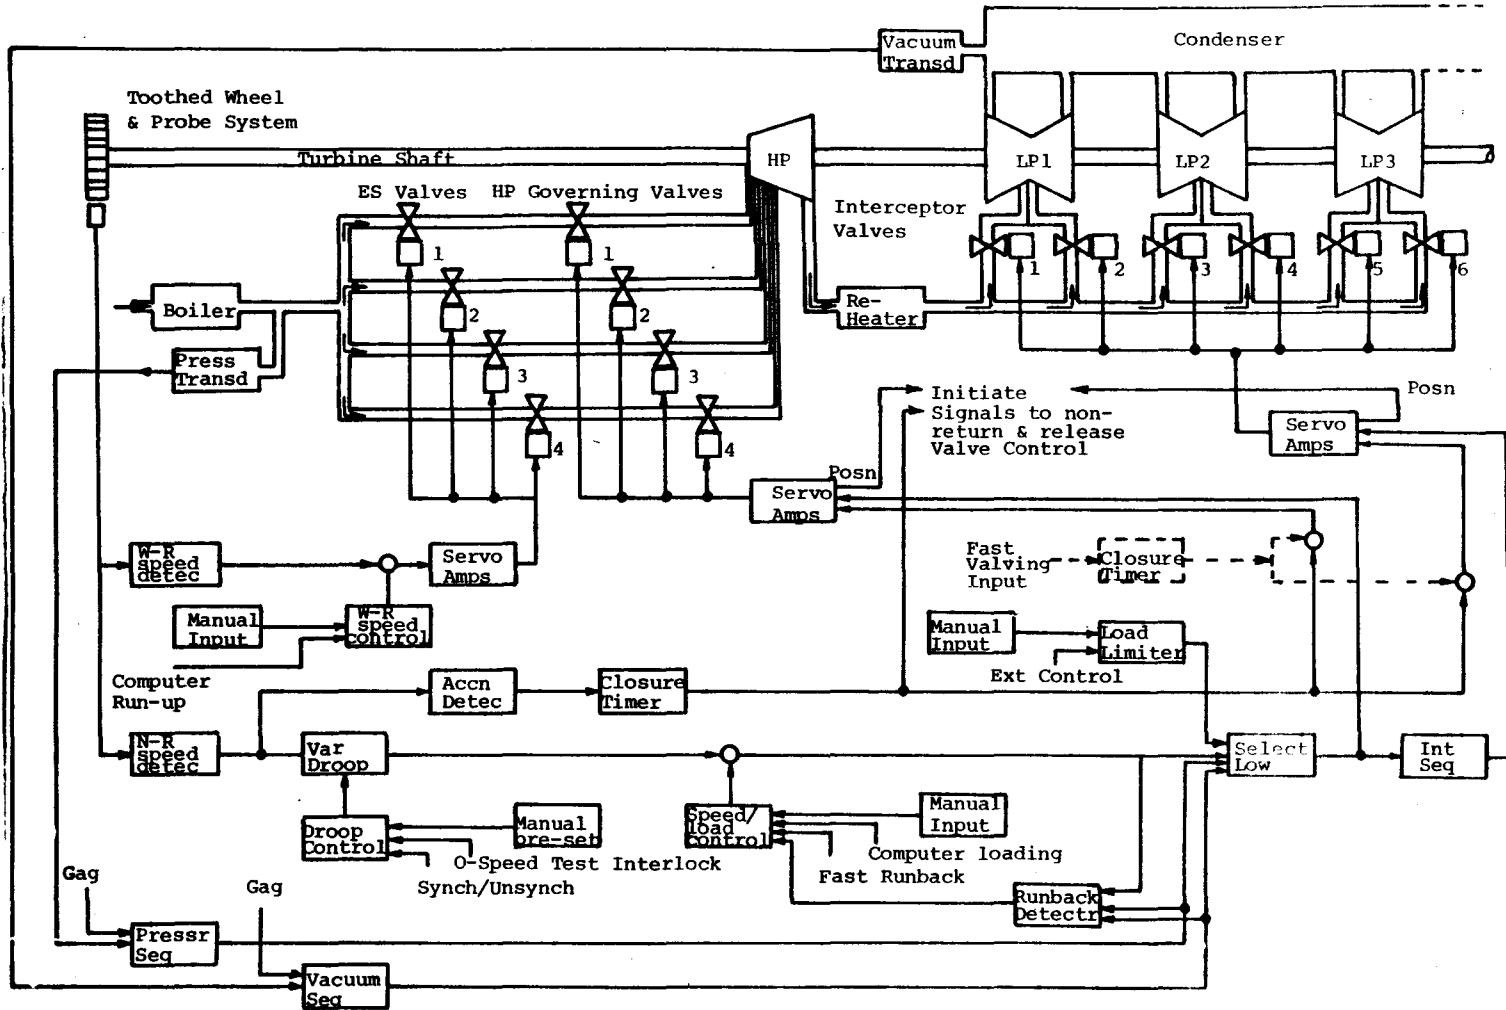 Vacuum
Transd
Condenser
Toothed Wheel
& Probe System
Turbine Shaft
HP
LP1
LP2
LP3
ES Valves
HP Governing Valves
Interceptor
Valves
1
1
1
2
3
4
5
6
2
2
3
3
4
4
Boiler
Press
Transd
Re-
Heater
Initiate
Signals to non-
return & release
Valve Control
Posn
Servo
Amps
Posn
Servo
Amps
W-R
speed
detec
Servo
Amps
Fast
Valving
Input
Closure
Timer
Manual
Input
W-R
speed
control
Manual
Input
Load
Limiter
Ext Control
Computer
Run-up
Accn
Detec
Closure
Timer
N-R
speed
detec
Var
Droop
Select
Low
Int
Seq
Droop
Control
Manual
pre-set
Speed/
load
control
Manual
Input
O-Speed Test Interlock
Synch/Unsynch
Computer loading
Fast Runback
Gag
Gag
Runback
Detectr
Pressr
Seq
Vacuum
Seq